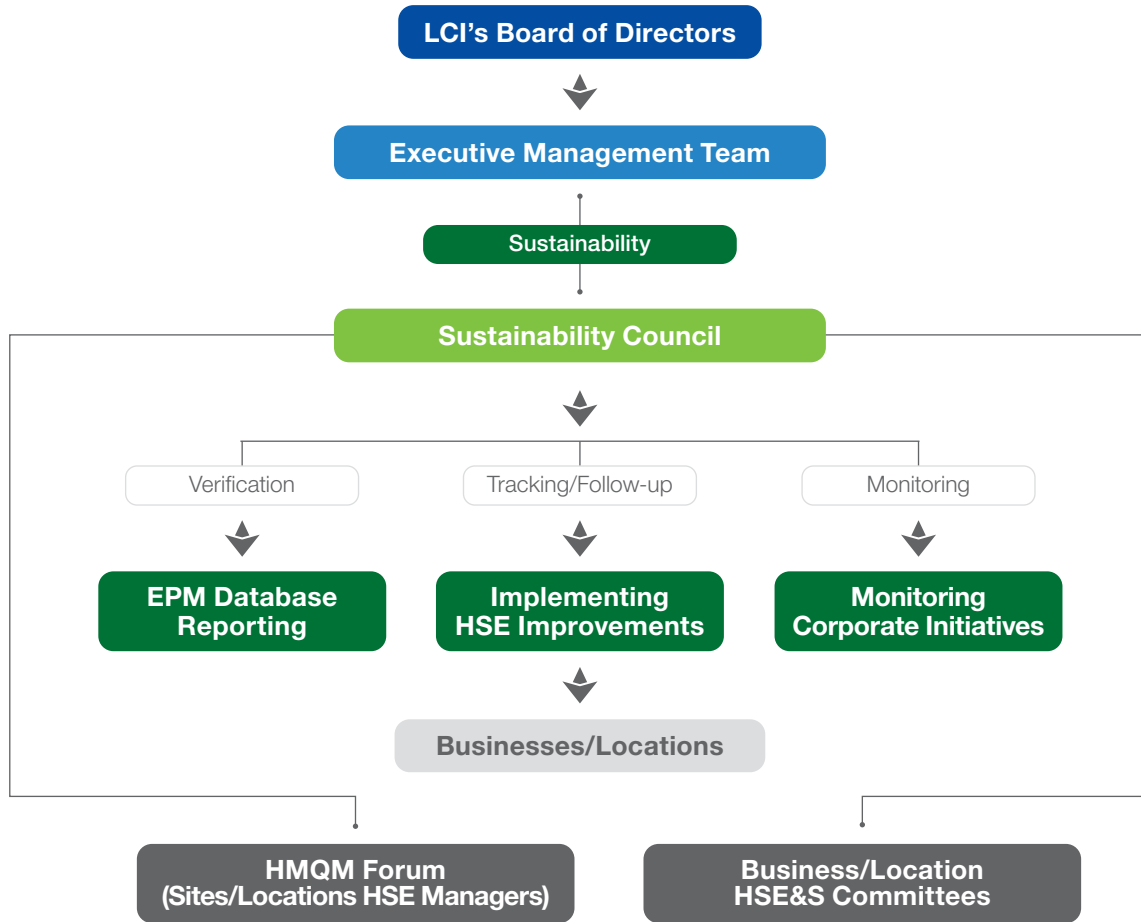 LCI’s Board of Directors
Executive Management Team
Sustainability
Sustainability Council
Verification
Tracking/Follow-up
Monitoring
EPM Database
Reporting
Implementing
HSE Improvements
Monitoring
Corporate Initiatives
Businesses/Locations
HMQM Forum
(Sites/Locations HSE Managers)
Business/Location
HSE&S Committees